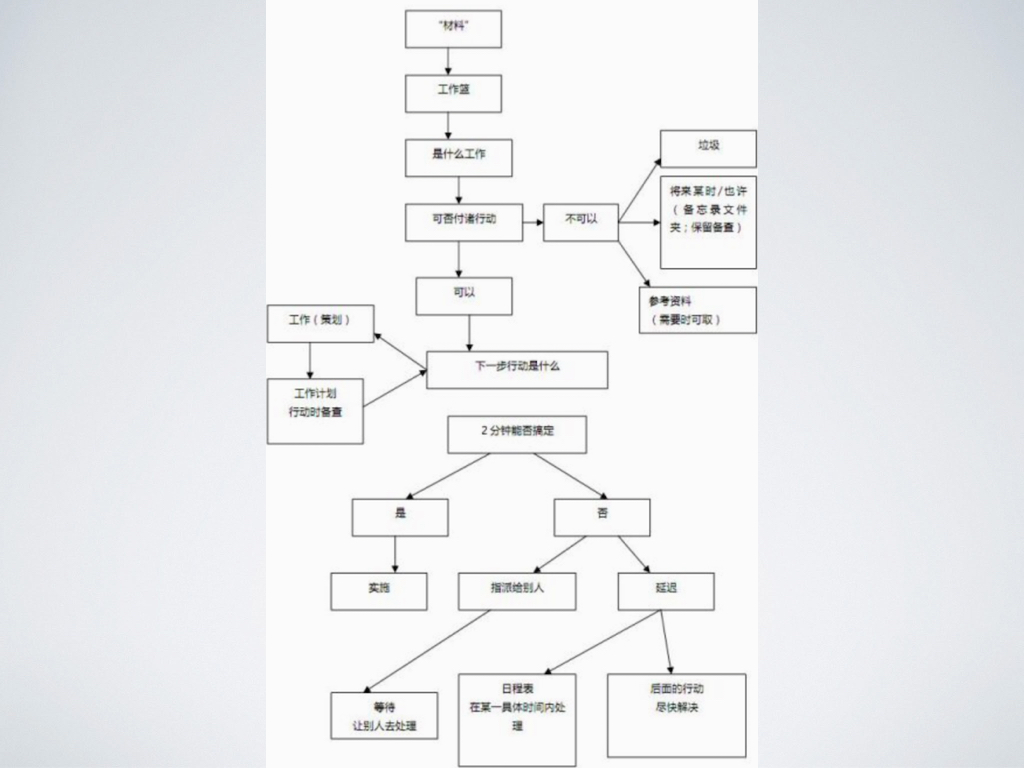 “材料”
工作篮
是什么工作
垃圾
可否付诸行动
不可以
将来某时/也许
（备忘录文件
夹；保留备查）
可以
参考资料
（需要时可取）
工作（策划）
下一步行动是什么
工作计划
行动时备查
2分钟能否搞定
是
否
实施
指派给别人
延迟
等待
让别人去处理
日程表
在某一具体时间内处
理
后面的行动
尽快解决